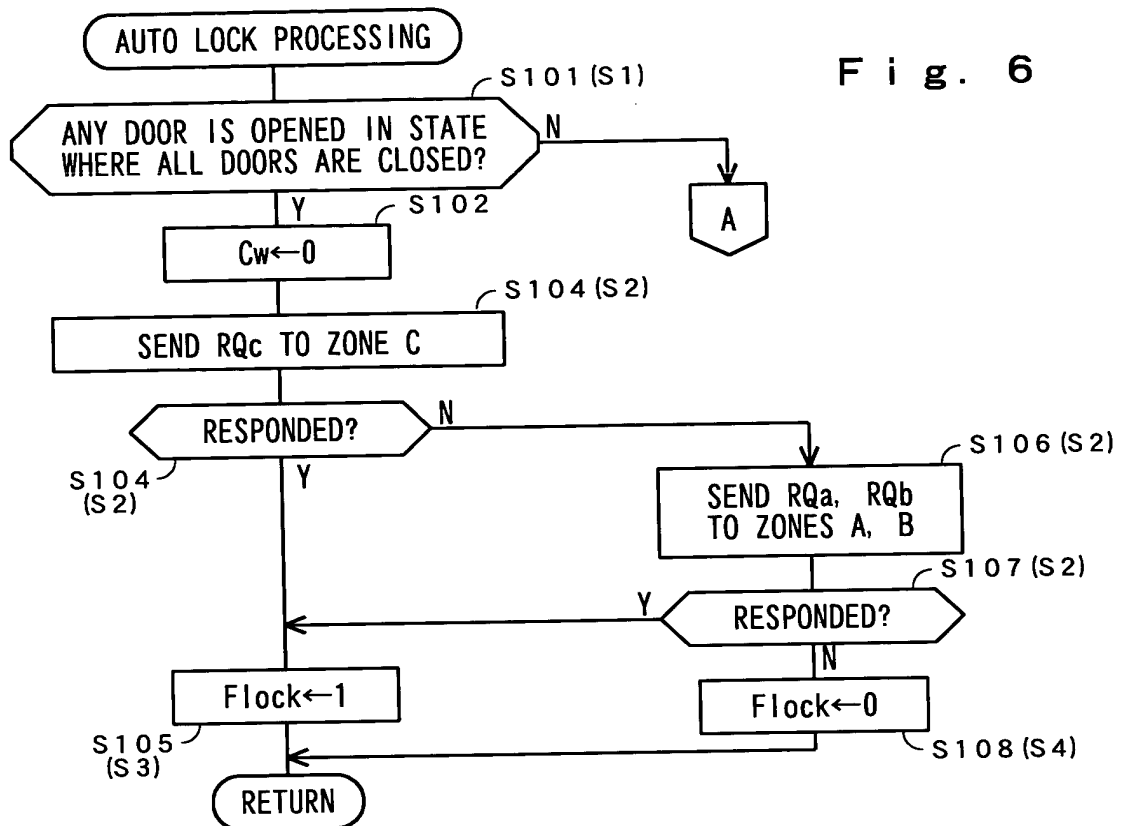 Fig. 6
AUTO LOCK PROCESSING
S101(S1)
ANY DOOR IS OPENED IN STATE
WHERE ALL DOORS ARE CLOSED?
N
A
Y
S102
Cw←0
S104(S2)
SEND RQc TO ZONE C
RESPONDED?
N
S104
(S2)
Y
S106(S2)
SEND RQa, RQb
TO ZONES A, B
S107(S2)
RESPONDED?
Y
N
Flock←1
S105
(S3)
Flock←0
S108(S4)
RETURN